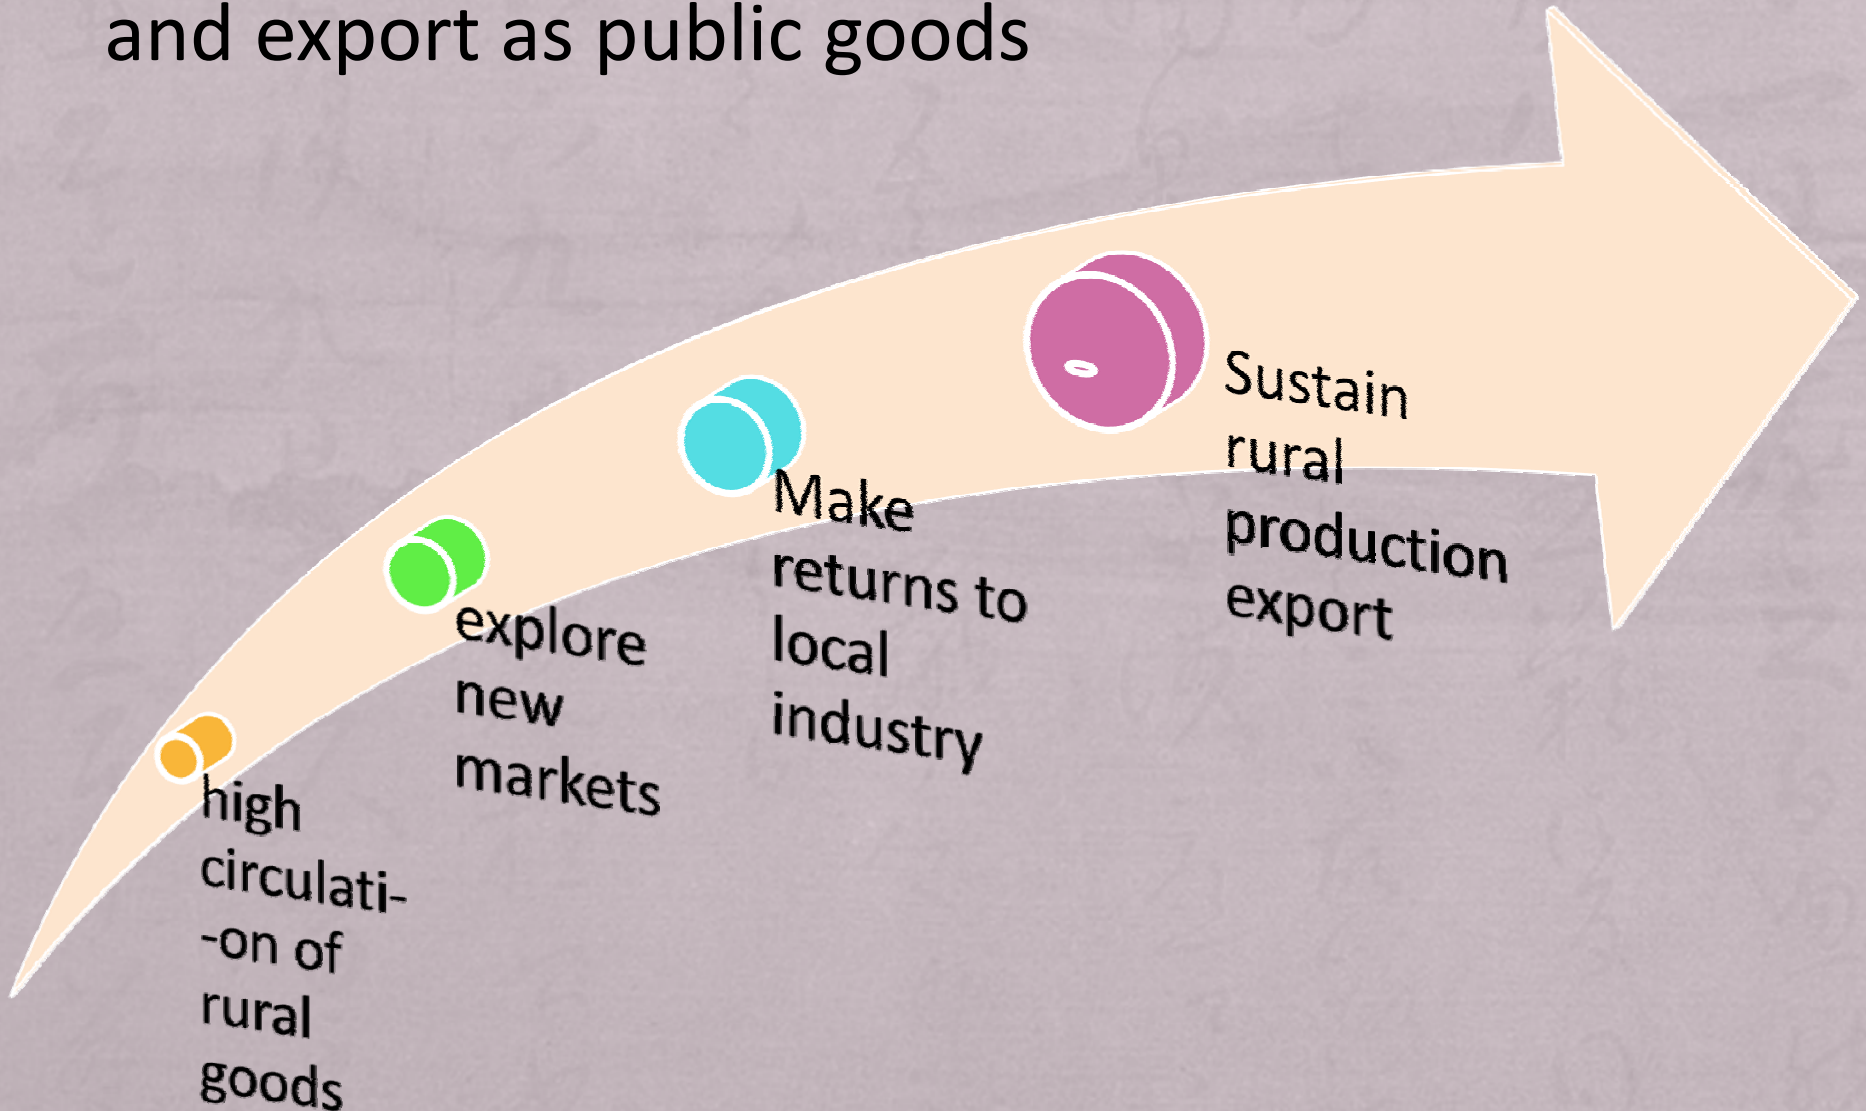 and export as public goods
high
circulati-
-on of
rural
goods
explore
new
markets
Make
returns to
local
industry
Sustain
rural
production
export